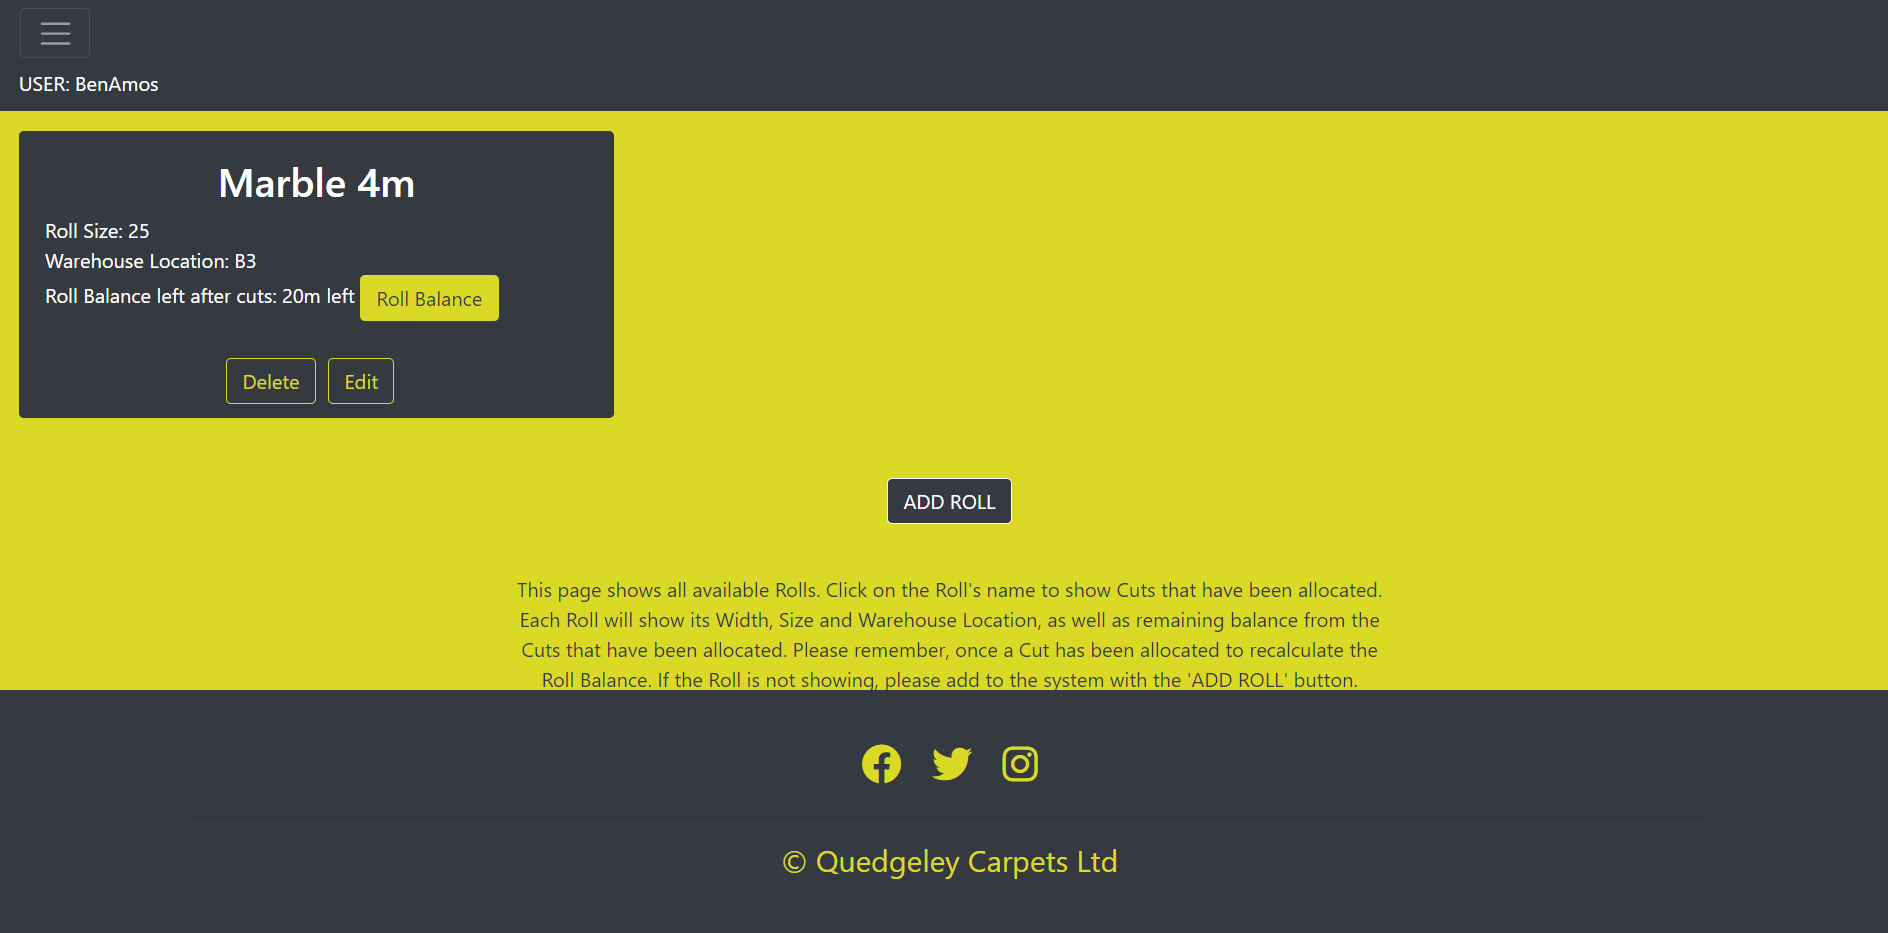 USER: BenAmos
Marble 4m
Roll Size: 25
Warehouse Location: B3
Roll Balance left after cuts: 20m left Roll Balance
Delete Edit
ADD ROLL
This page shows all available Rolls. Click on the Roll's name to show Cuts that have been allocated.
Each Roll will show its Width, Size and Warehouse Location, as well as remaining balance from the
Cuts that have been allocated. Please remember, once a Cut has been allocated to recalculate the
Roll Balance. If the Roll is not showing, please add to the system with the 'ADD ROLL' button.
© Quedgeley Carpets Ltd